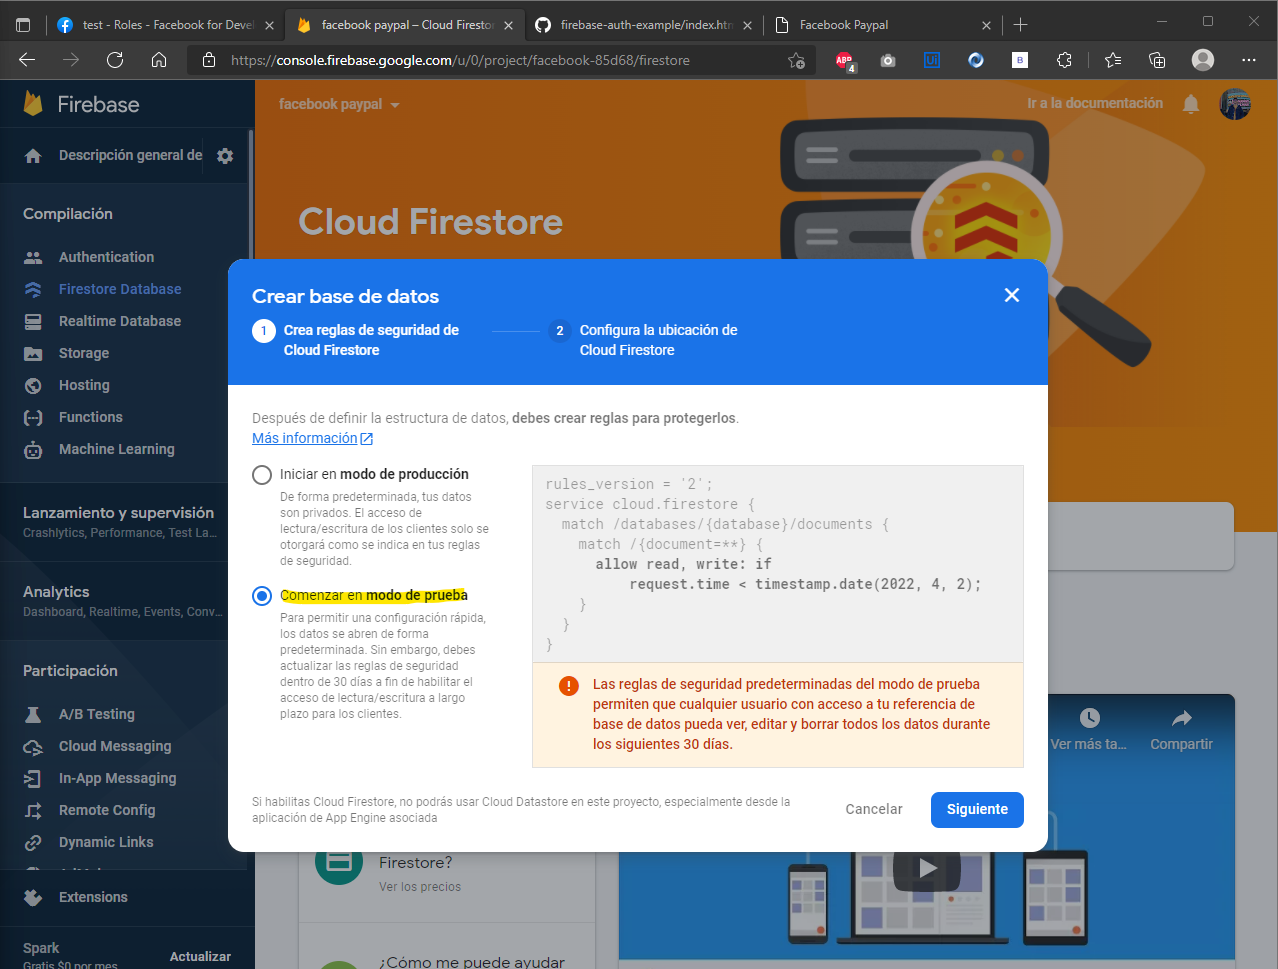 test - Roles - Facebook for Devel
facebook paypal – Cloud Firestor
firebase-auth-example/index.htm
Facebook Paypal
https://console.firebase.google.com/u/0/project/facebook-85d68/firestore
ABP
4
UI
B
Firebase
facebook paypal
Ir a la documentación
Descripción general de
Compilación
Authentication
Firestore Database
Realtime Database
Storage
Hosting
Functions
Machine Learning
Lanzamiento y supervisión
Crashlytics, Performance, Test La...
Analytics
Dashboard, Realtime, Events, Conv...
Participación
A/B Testing
Cloud Messaging
In-App Messaging
Remote Config
Dynamic Links
Extensions
Spark
Gratis $0 por mes
Actualizar
Cloud Firestore
Crear base de datos
1
Crea reglas de seguridad de
Cloud Firestore
2
Configura la ubicación de
Cloud Firestore
Después de definir la estructura de datos, debes crear reglas para protegerlos.
Más información
Iniciar en modo de producción
De forma predeterminada, tus datos
son privados. El acceso de
lectura/escritura de los clientes solo se
otorgará como se indica en tus reglas
de seguridad.
Comenzar en modo de prueba
Para permitir una configuración rápida,
los datos se abren de forma
predeterminada. Sin embargo, debes
actualizar las reglas de seguridad
dentro de 30 días a fin de habilitar el
acceso de lectura/escritura a largo
plazo para los clientes.
rules_version = '2';
service cloud.firestore {
match /databases/{database}/documents {
match /{document=**} {
allow read, write: if
request.time < timestamp.date(2022, 4, 2);
}
}
}
Las reglas de seguridad predeterminadas del modo de prueba
permiten que cualquier usuario con acceso a tu referencia de
base de datos pueda ver, editar y borrar todos los datos durante
los siguientes 30 días.
Si habilitas Cloud Firestore, no podrás usar Cloud Datastore en este proyecto, especialmente desde la
aplicación de App Engine asociada
Cancelar
Siguiente
Ver más ta...
Compartir
Firestore?
Ver los precios
¿Cómo me puede ayudar